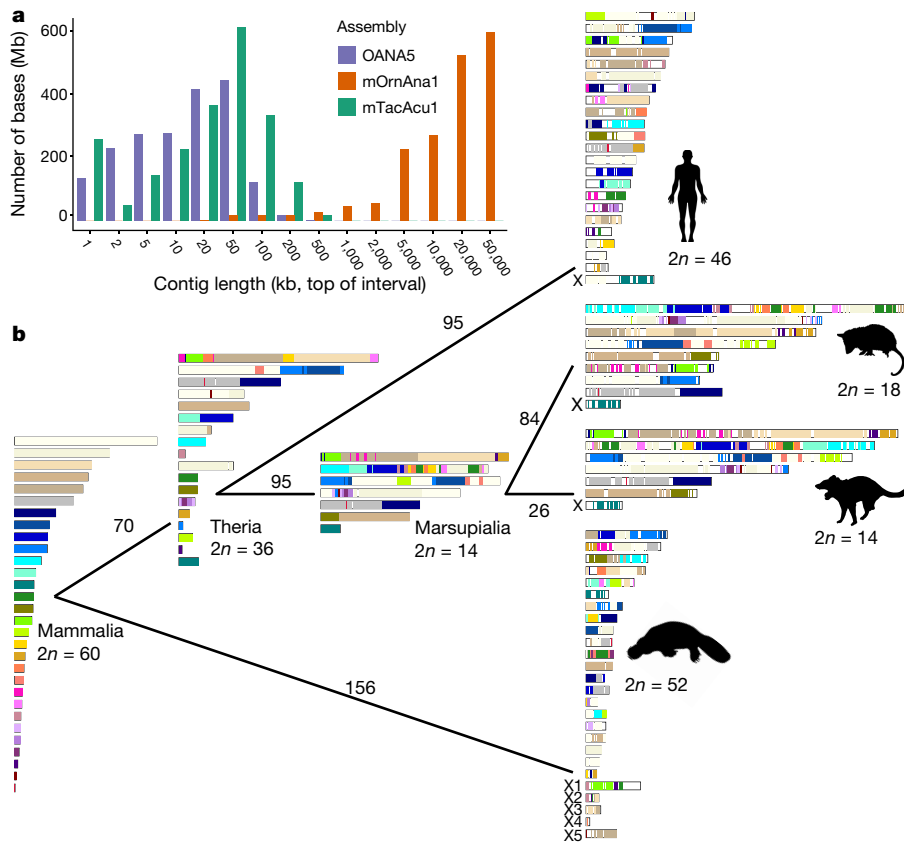 a
Number of bases (Mb)
600
400
200
0
Assembly
OANA5
mOrnAna1
mTacAcu1
1
2
5
10
20
50
100
200
500
1,000
2,000
5,000
10,000
20,000
50,000
Contig length (kb, top of interval)
b
Mammalia
2n = 60
70
156
Theria
2n = 36
95
95
Marsupialia
2n = 14
84
26
2n = 46
X
2n = 18
X
2n = 14
X
2n = 52
X1
X2
X3
X4
X5